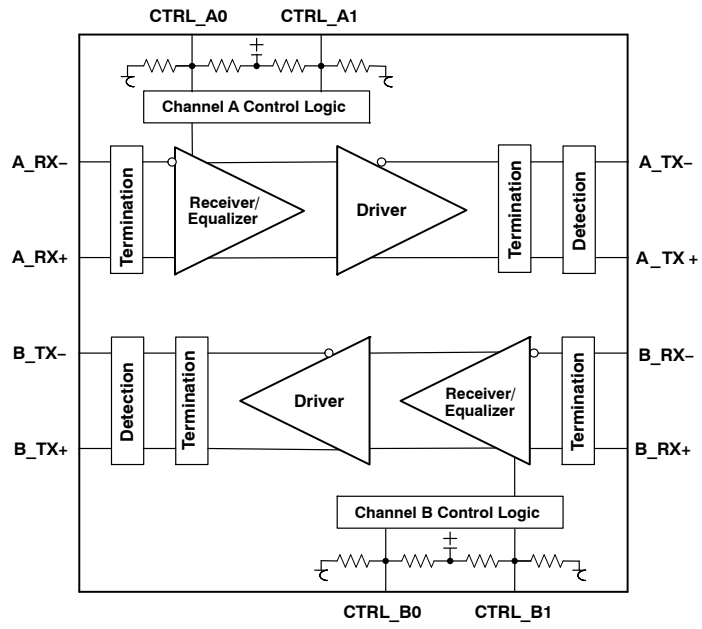 CTRL_A0 CTRL_A1
Channel A Control Logic
A_RX−
A_TX−
Termination
Receiver/
Equalizer
Driver
Termination
Detection
A_RX+
A_TX +
B_TX−
B_RX−
Detection
Termination
Driver
Receiver/
Equalizer
Termination
B_TX+
B_RX+
Channel B Control Logic
CTRL_B0 CTRL_B1